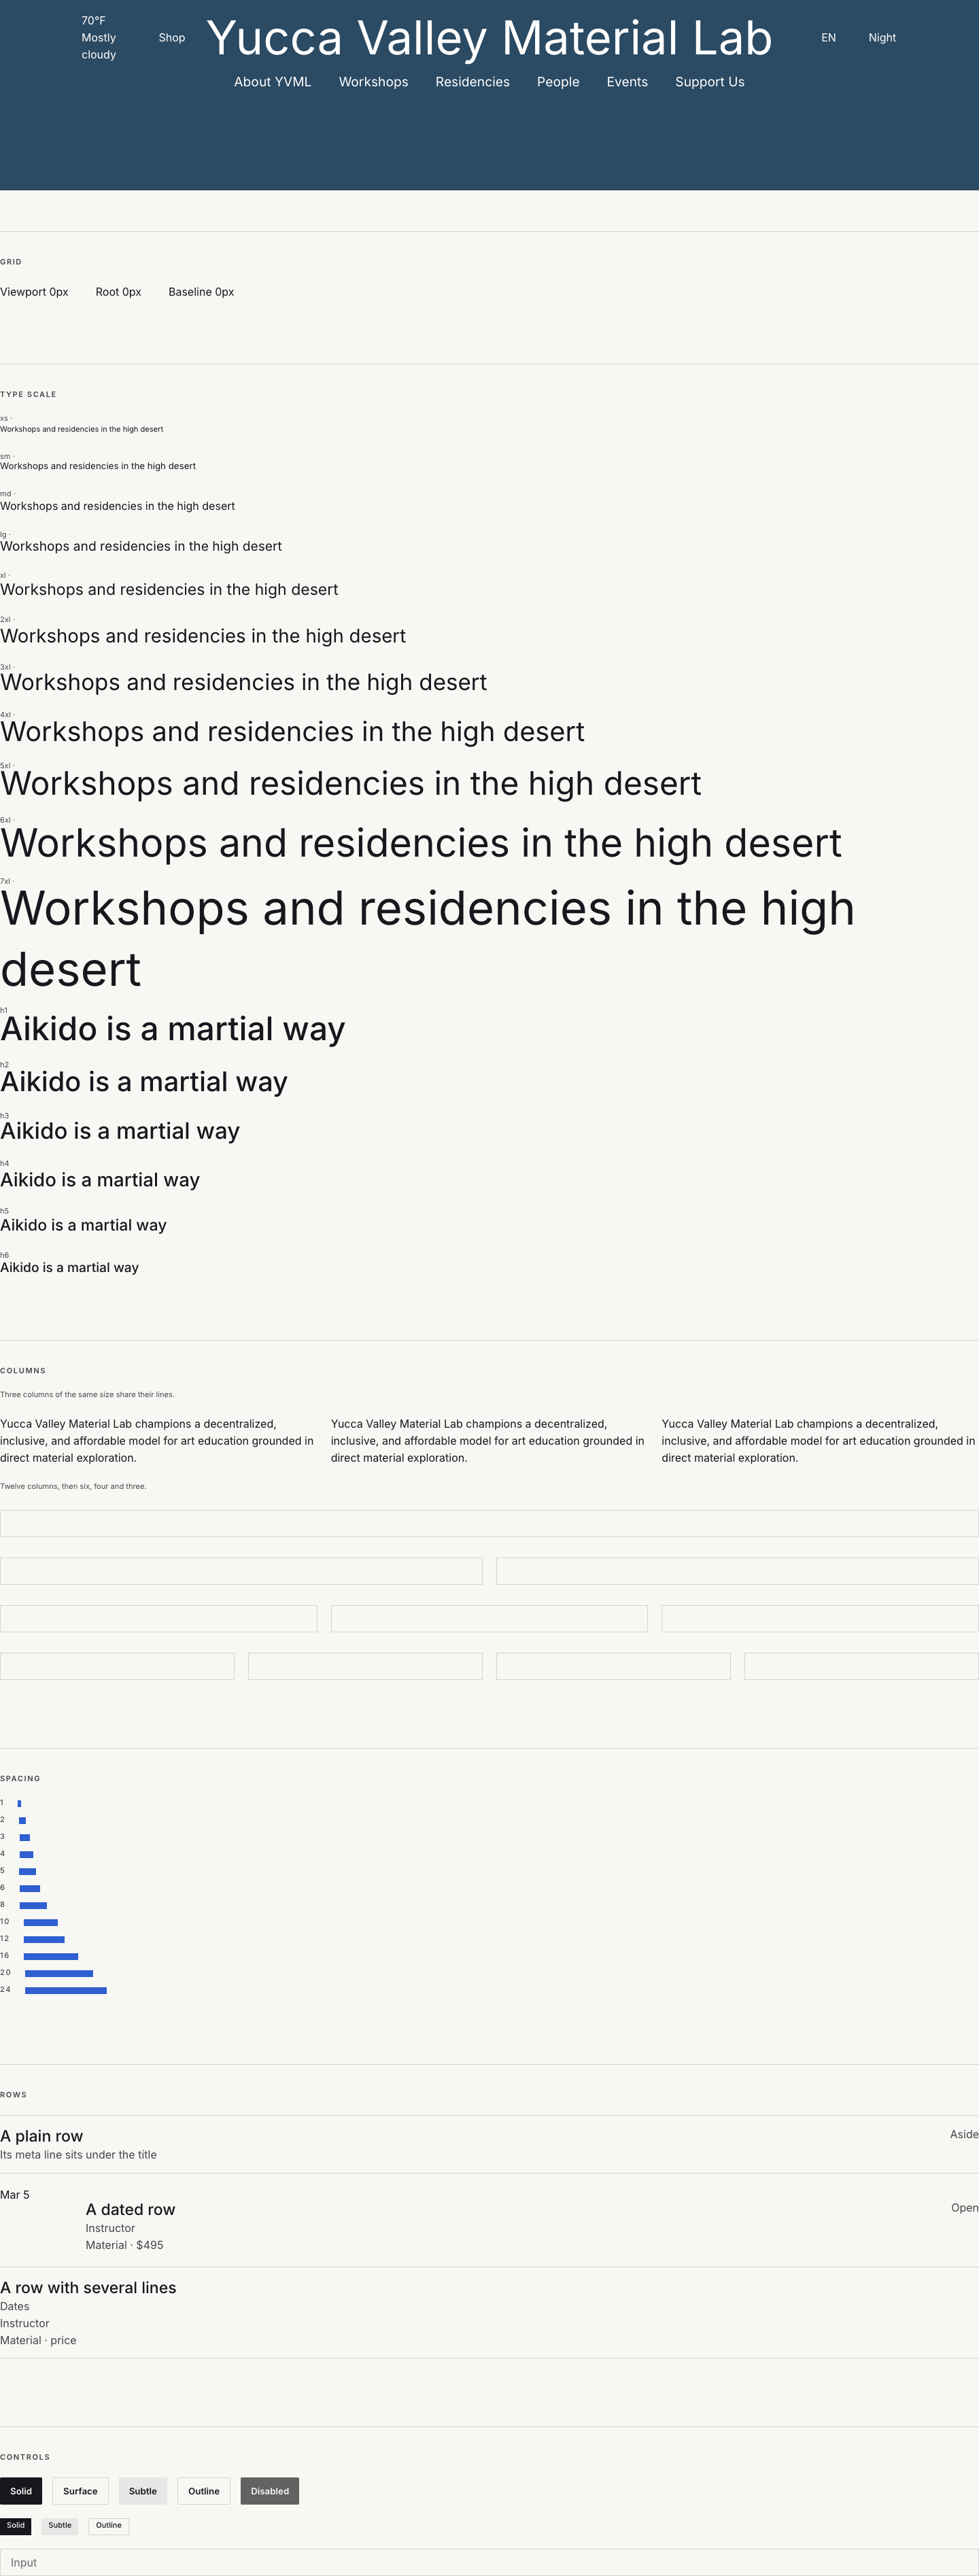 70°F
Mostly
cloudy
Shop
Yucca Valley Material Lab
EN
Night
About YVML
Workshops
Residencies
People
Events
Support Us
GRID
Viewport 0px
Root 0px
Baseline 0px
TYPE SCALE
xs ·
Workshops and residencies in the high desert
sm ·
Workshops and residencies in the high desert
md ·
Workshops and residencies in the high desert
lg ·
Workshops and residencies in the high desert
xl ·
Workshops and residencies in the high desert
2xl ·
Workshops and residencies in the high desert
3xl ·
Workshops and residencies in the high desert
4xl ·
Workshops and residencies in the high desert
5xl ·
Workshops and residencies in the high desert
6xl ·
Workshops and residencies in the high desert
7xl ·
Workshops and residencies in the high
desert
h1
Aikido is a martial way
h2
Aikido is a martial way
h3
Aikido is a martial way
h4
Aikido is a martial way
h5
Aikido is a martial way
h6
Aikido is a martial way
COLUMNS
Three columns of the same size share their lines.
Yucca Valley Material Lab champions a decentralized,
inclusive, and affordable model for art education grounded in
direct material exploration.
Yucca Valley Material Lab champions a decentralized,
inclusive, and affordable model for art education grounded in
direct material exploration.
Yucca Valley Material Lab champions a decentralized,
inclusive, and affordable model for art education grounded in
direct material exploration.
Twelve columns, then six, four and three.
SPACING
1
2
3
4
5
6
8
10
12
16
20
24
ROWS
A plain row
Its meta line sits under the title
Aside
Mar 5
A dated row
Instructor
Material · $495
Open
A row with several lines
Dates
Instructor
Material · price
CONTROLS
Solid
Surface
Subtle
Outline
Disabled
Solid
Subtle
Outline
Input